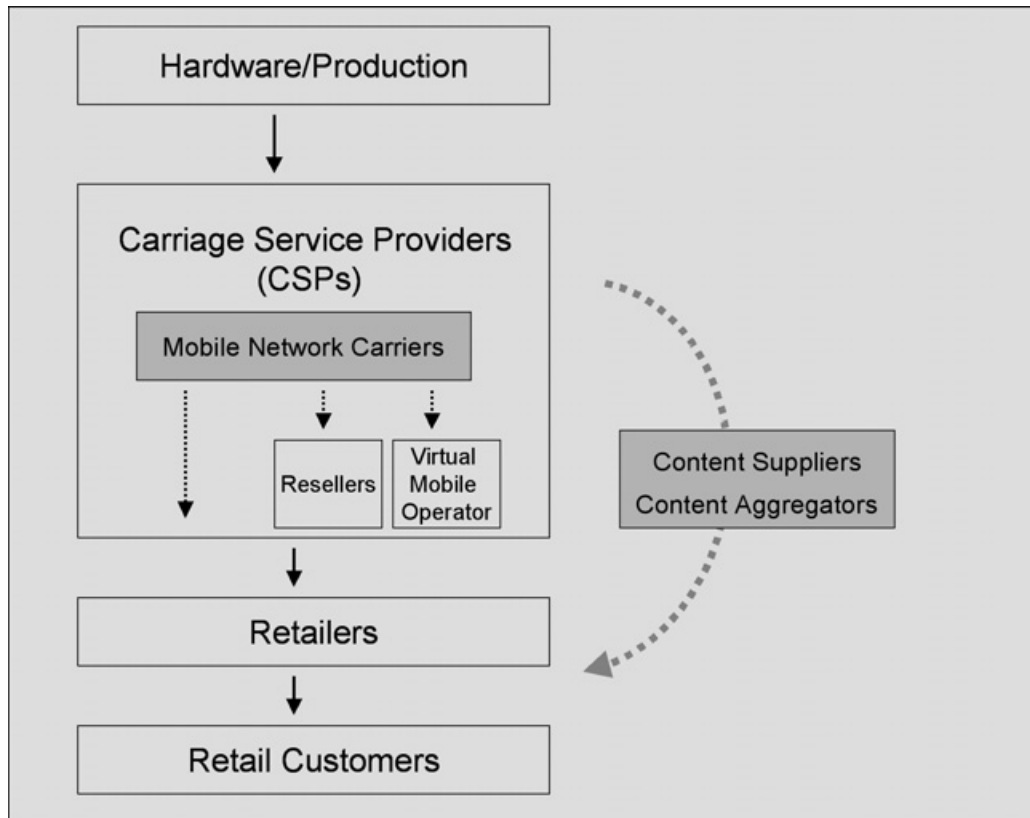 Hardware/Production
Carriage Service Providers
(CSPs)
Mobile Network Carriers
Resellers
Virtual
Mobile
Operator
Content Suppliers
Content Aggregators
Retailers
Retail Customers